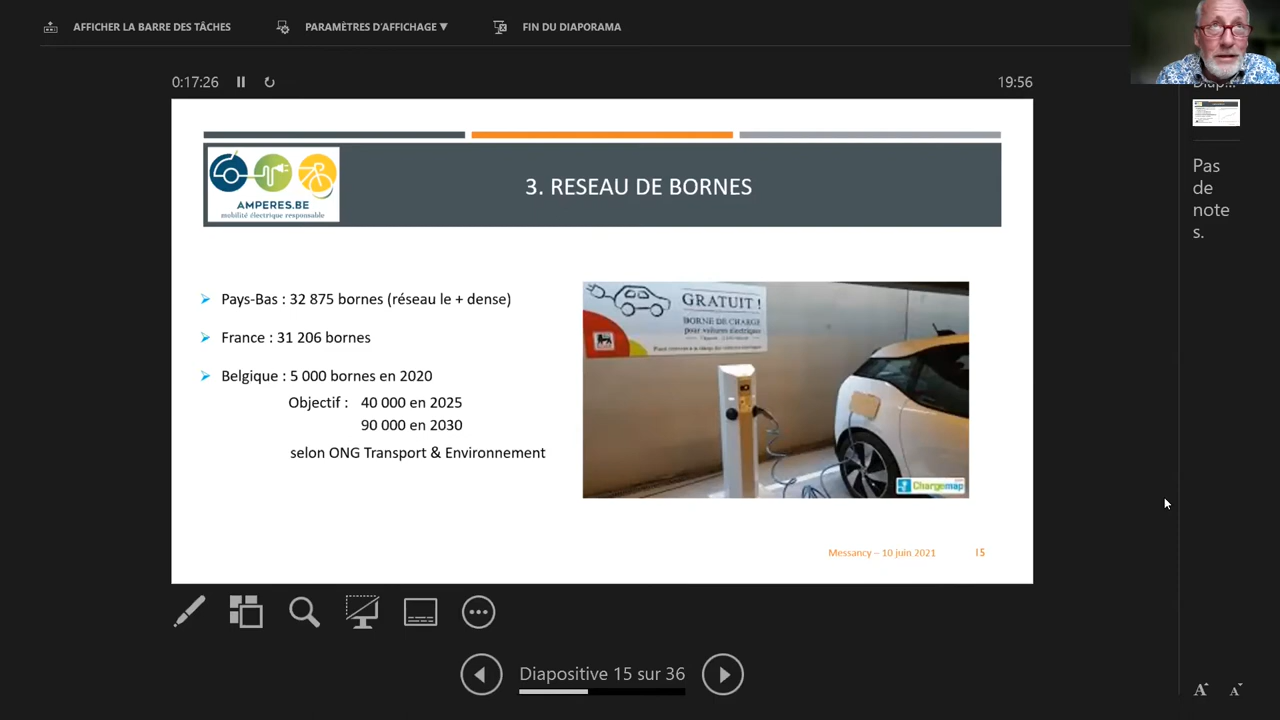 AFFICHER LA BARRE DES TÂCHES
PARAMÈTRES D'AFFICHAGE ▼
FIN DU DIAPORAMA
0:17:26
19:56
3. RESEAU DE BORNES
AMPERES.BE
mobilité électrique responsable
Pays-Bas : 32 875 bornes (réseau le + dense)
France : 31 206 bornes
Belgique : 5 000 bornes en 2020
Objectif : 40 000 en 2025
90 000 en 2030
selon ONG Transport & Environnement
GRATUIT !
BORNE DE CHARGE
pour voitures électriques
Chargemap
Messancy – 10 juin 2021
15
Diapositive 15 sur 36
Diap...
Pas
de
note
s.